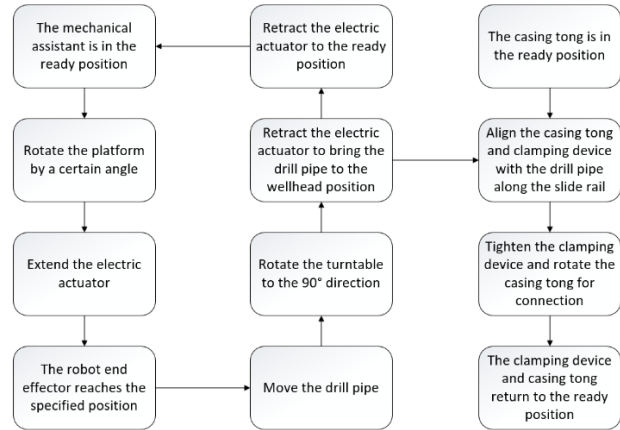 The mechanical
assistant is in the
ready position
Rotate the platform
by a certain angle
Extend the electric
actuator
The robot end
effector reaches the
specified position
Move the drill pipe
Rotate the turntable
to the 90° direction
Retract the electric
actuator to bring the
drill pipe to the
wellhead position
Retract the electric
actuator to the ready
position
The casing tong is in
the ready position
Align the casing tong
and clamping device
with the drill pipe
along the slide rail
Tighten the clamping
device and rotate the
casing tong for
connection
The clamping device
and casing tong
return to the ready
position